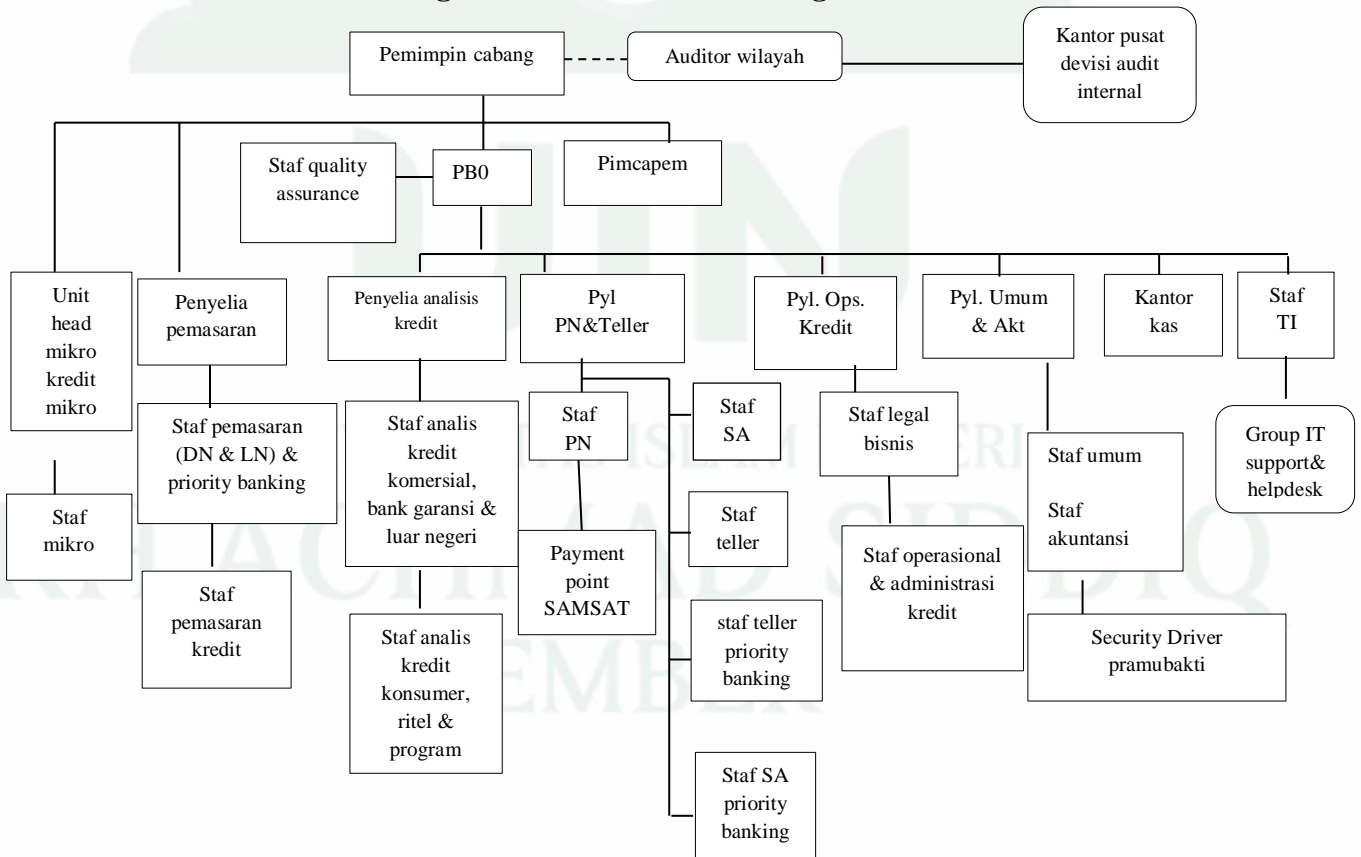 Pemimpin cabang
Auditor wilayah
Kantor pusat
devisi audit
internal
Staf quality
assurance
PB0
Pimcapem
Unit
head
mikro
kredit
mikro
Penyelia
pemasaran
Penyelia analisis
kredit
Pyl
PN&Teller
Pyl. Ops.
Kredit
Pyl. Umum
& Akt
Kantor
kas
Staf
TI
Staf
mikro
Staf pemasaran
(DN & LN) &
priority banking
Staf
pemasaran
kredit
Staf analis
kredit
komersial,
bank garansi &
luar negeri
Staf analis
kredit
konsumer,
ritel &
program
Staf
PN
Payment
point
SAMSAT
Staf
SA
Staf
teller
staf teller
priority
banking
Staf SA
priority
banking
Staf legal
bisnis
Staf operasional
& administrasi
kredit
Staf umum
Staf
akuntansi
Security Driver
pramubakti
Group IT
support&
helpdesk